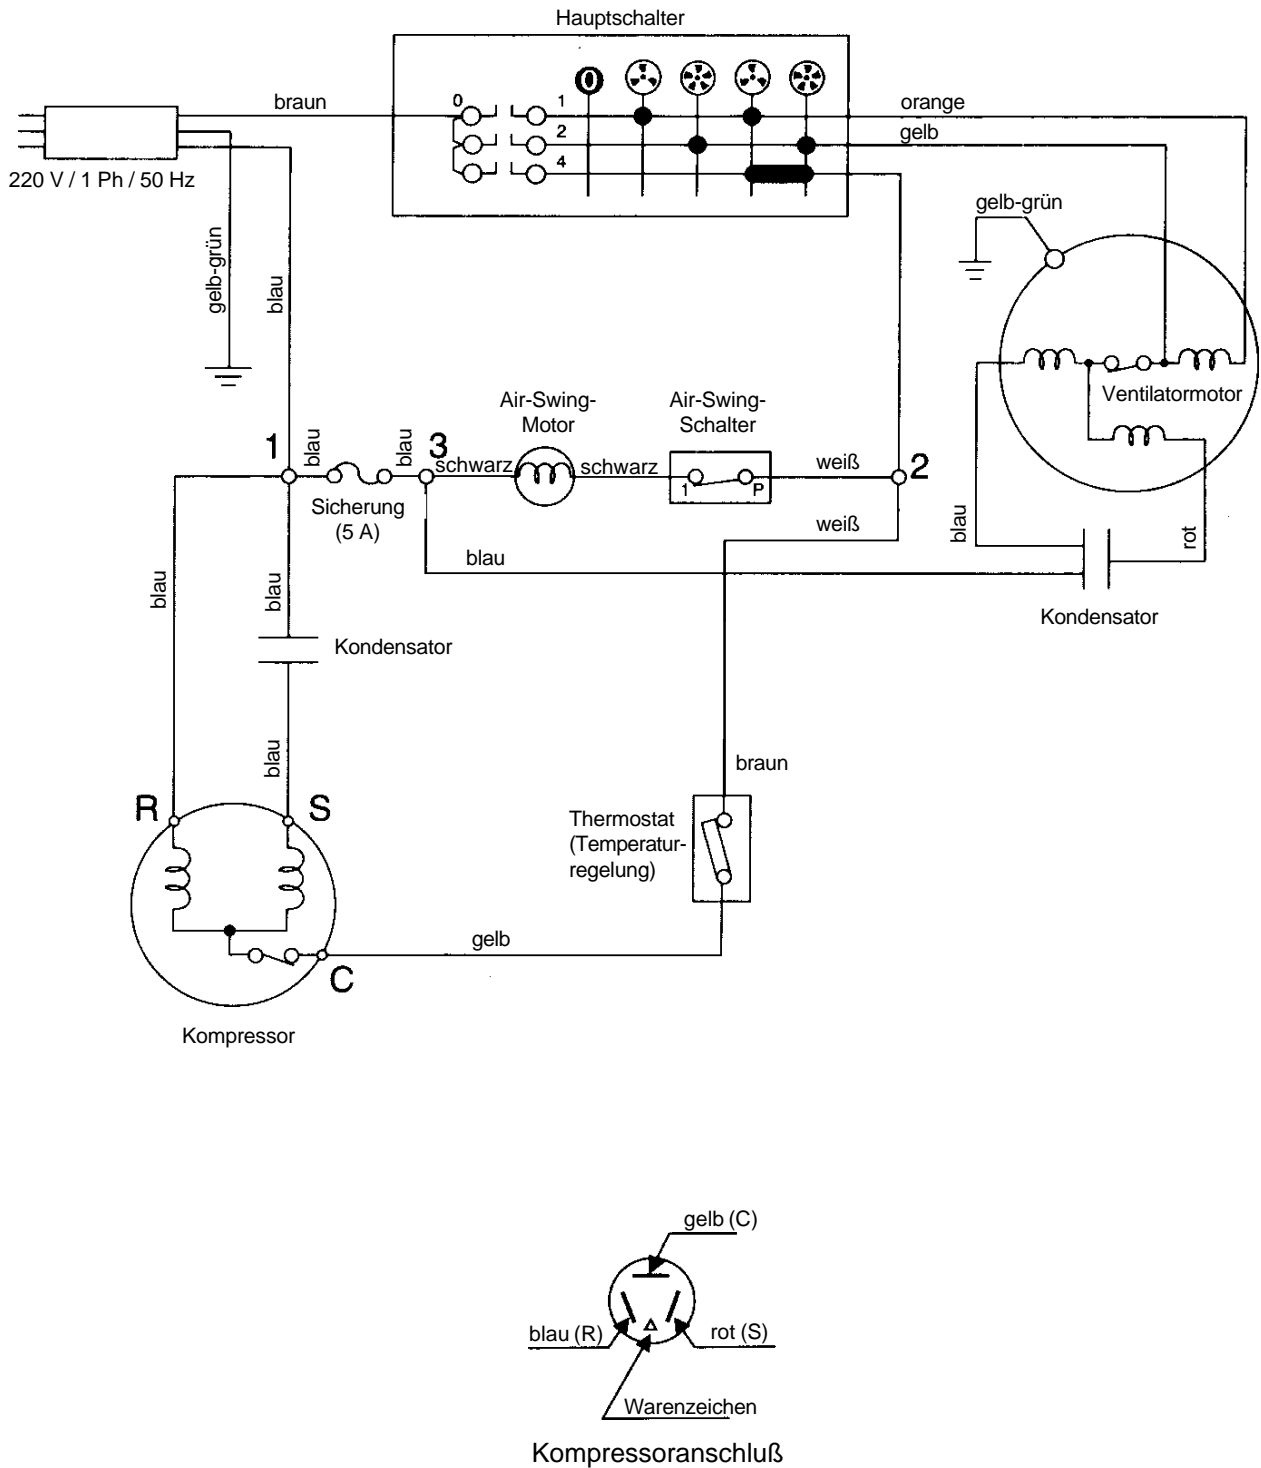 Hauptschalter
0
braun
0
1
orange
2
gelb
4
220 V / 1 Ph / 50 Hz
gelb-grün
gelb-grün
blau
Air-Swing-
Motor
Air-Swing-
Schalter
Ventilatormotor
1
blau
blau
3
schwarz
schwarz
1
P
weiß
2
Sicherung
(5 A)
weiß
blau
rot
blau
blau
blau
Kondensator
Kondensator
blau
braun
R
S
Thermostat
(Temperatur-
regelung)
gelb
C
Kompressor
gelb (C)
blau (R)
rot (S)
Warenzeichen
Kompressoranschluß